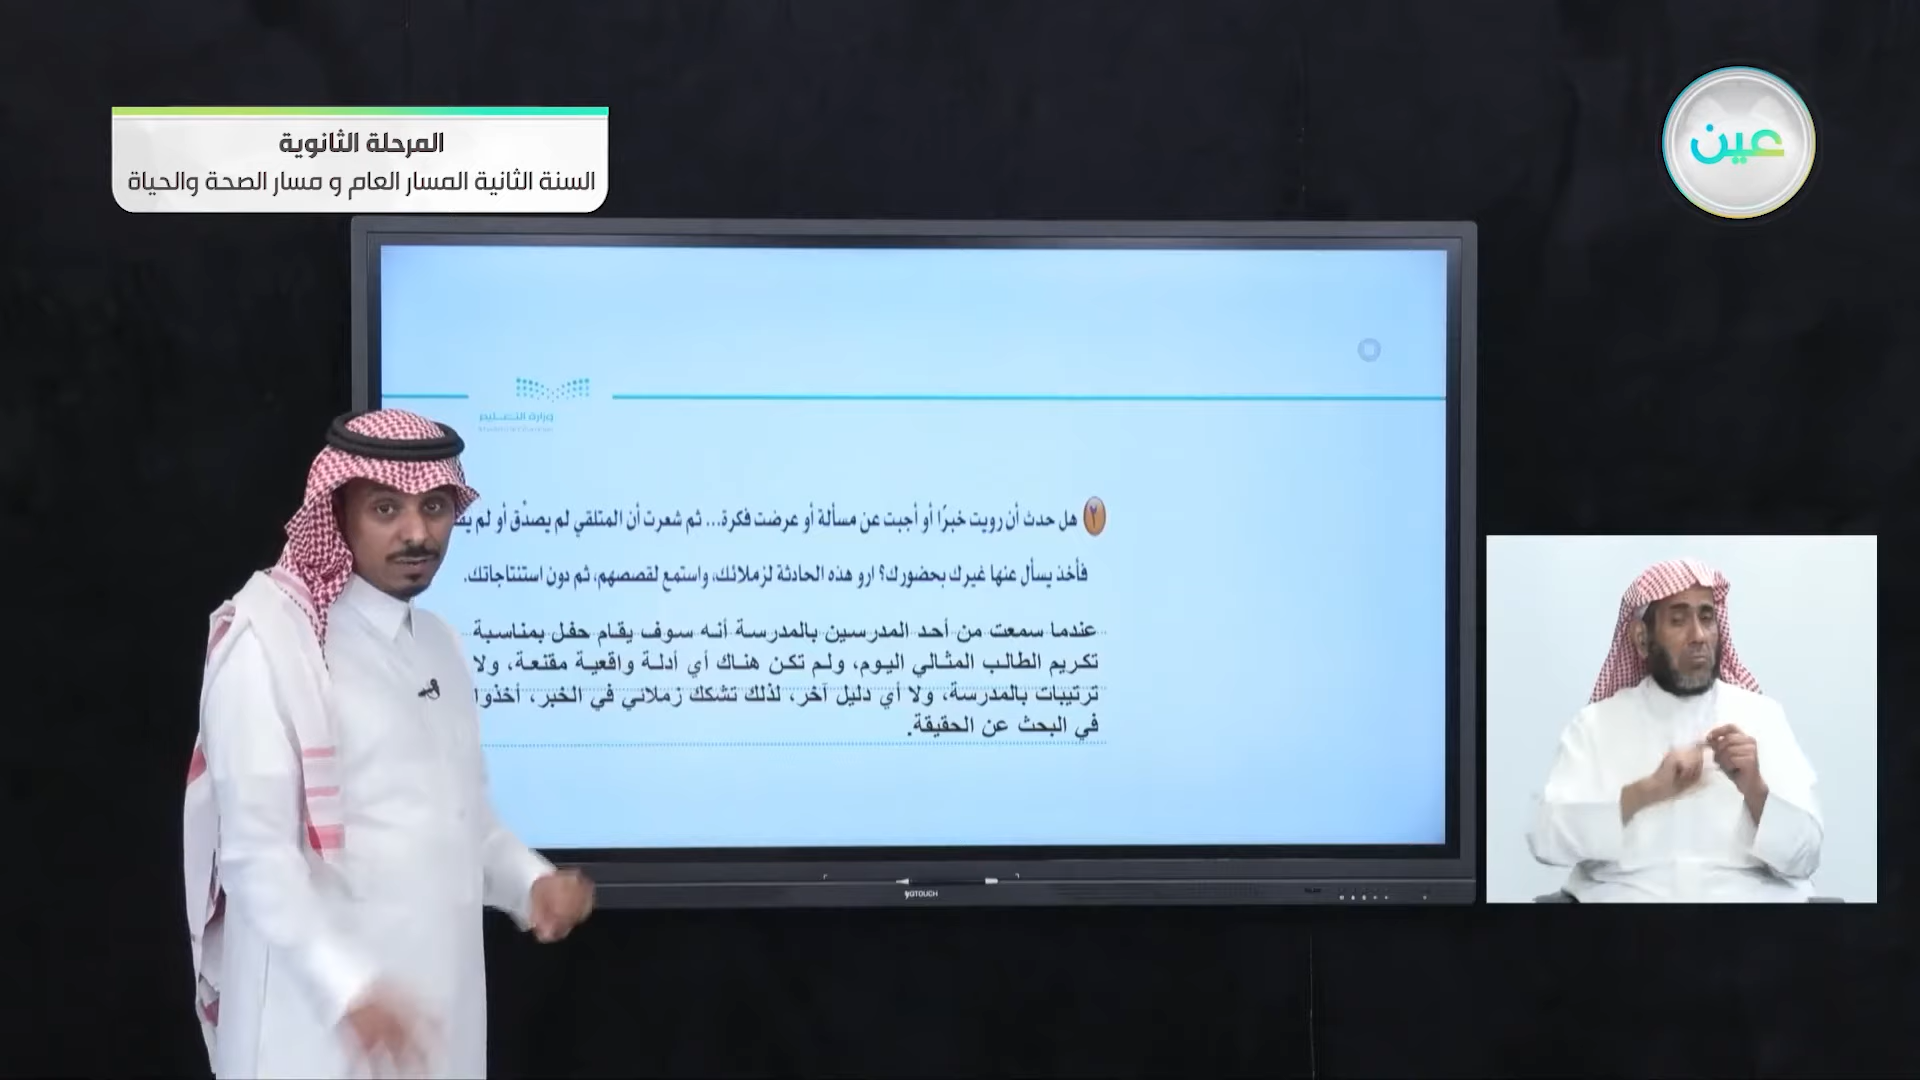 المرحلة الثانوية
السنة الثانية المسار العام و مسار الصحة والحياة
عين
وزارة التعليم
٢ هل حدث أن رويت خبرًا أو أجبت عن مسألة أو عرضت فكرة... ثم شعرت أن المتلقي لم يصدّق أو لم
فأخذ يسأل عنها غيرك بحضورك؟ ارو هذه الحادثة لزملائك، واستمع لقصصهم، ثم دون استنتاجاتك.
عندما سمعت من أحد المدرسين بالمدرسة أنه سوف يقام حفل بمناسبة
تكريم الطالب المثالي اليوم، ولم تكن هناك أي أدلة واقعية مقنعة، ولا
ترتيبات بالمدرسة، ولا أي دليل آخر، لذلك تشكك زملائي في الخبر، أخذوا
في البحث عن الحقيقة.